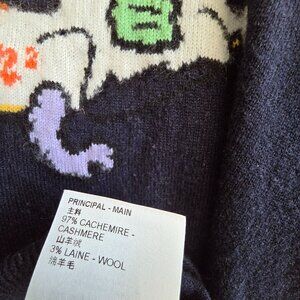 PRINCIPAL - MAIN
主料
97% CACHEMIRE -
CASHMERE
山羊绒
3% LAINE - WOOL
绵羊毛